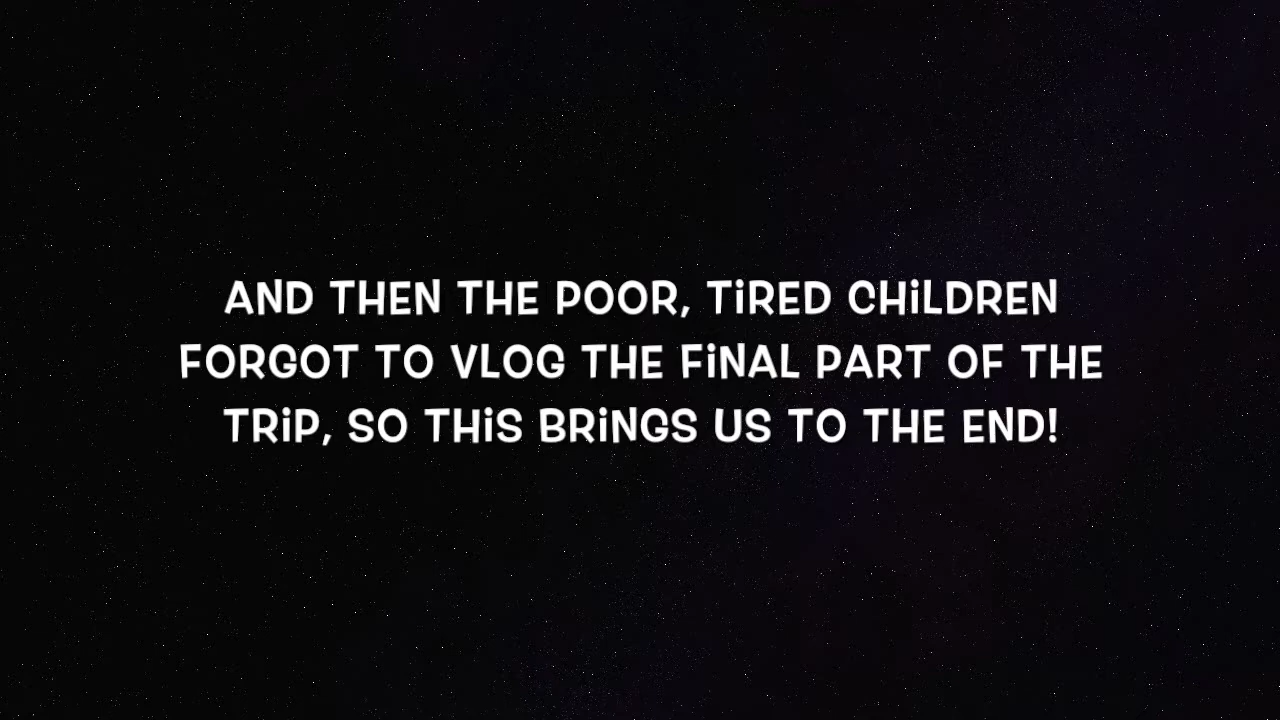 AND THEN THE POOR, TiRED CHiLDREN
FORGOT TO VLOG THE FiNAL PART OF THE
TRiP, SO THiS BRiNGS US TO THE END!